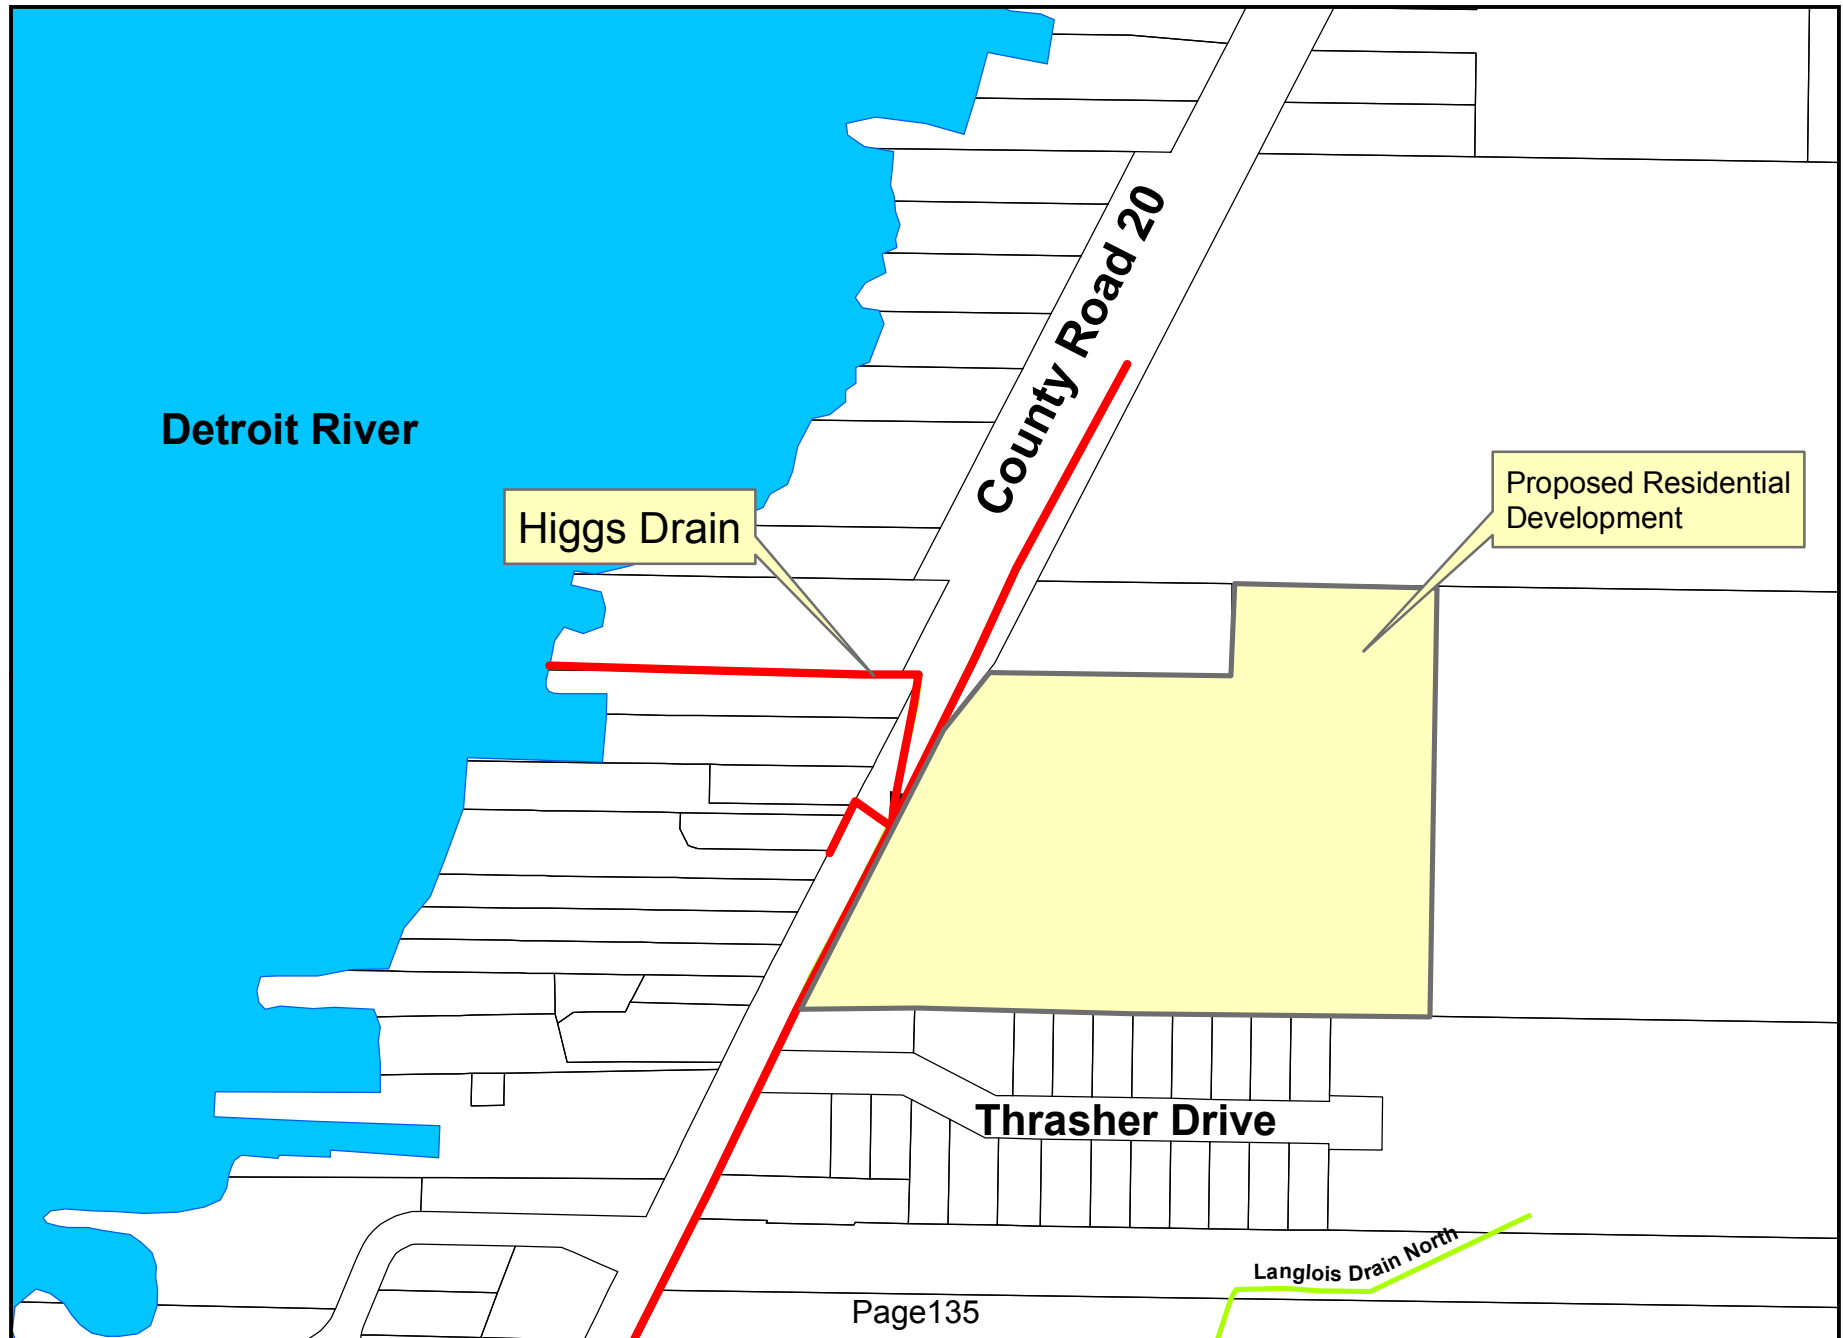 County Road 20
Detroit River
Proposed Residential
Development
Higgs Drain
Thrasher Drive
Langlois Drain North
Page135